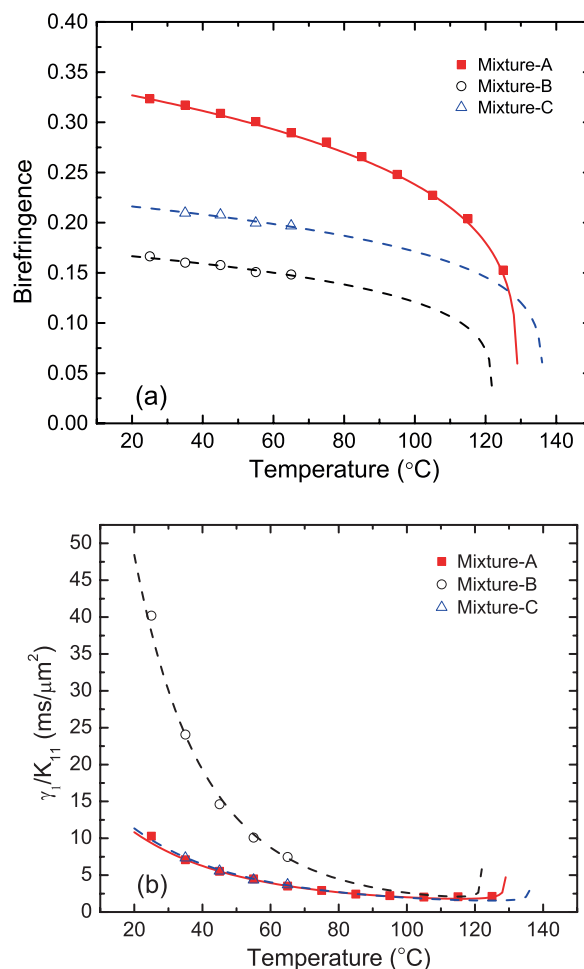 0.40
0.35
0.30
0.25
0.20
0.15
0.10
0.05
0.00
Birefringence
Mixture-A
Mixture-B
Mixture-C
(a)
20 40 60 80 100 120 140
Temperature (°C)
50
45
40
35
30
25
20
15
10
5
0
γ₁/K₁₁ (ms/μm²)
Mixture-A
Mixture-B
Mixture-C
(b)
20 40 60 80 100 120 140
Temperature (°C)